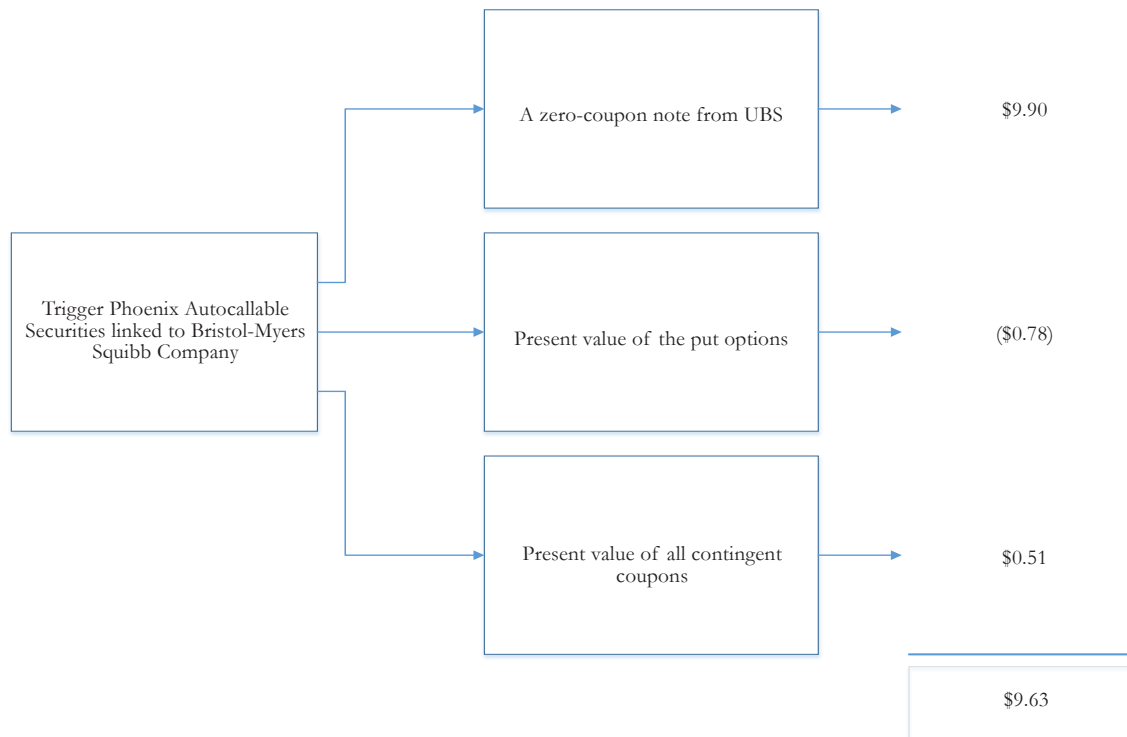 A zero-coupon note from UBS
$9.90
Trigger Phoenix Autocallable
Securities linked to Bristol-Myers
Squibb Company
Present value of the put options
($0.78)
Present value of all contingent
coupons
$0.51
$9.63